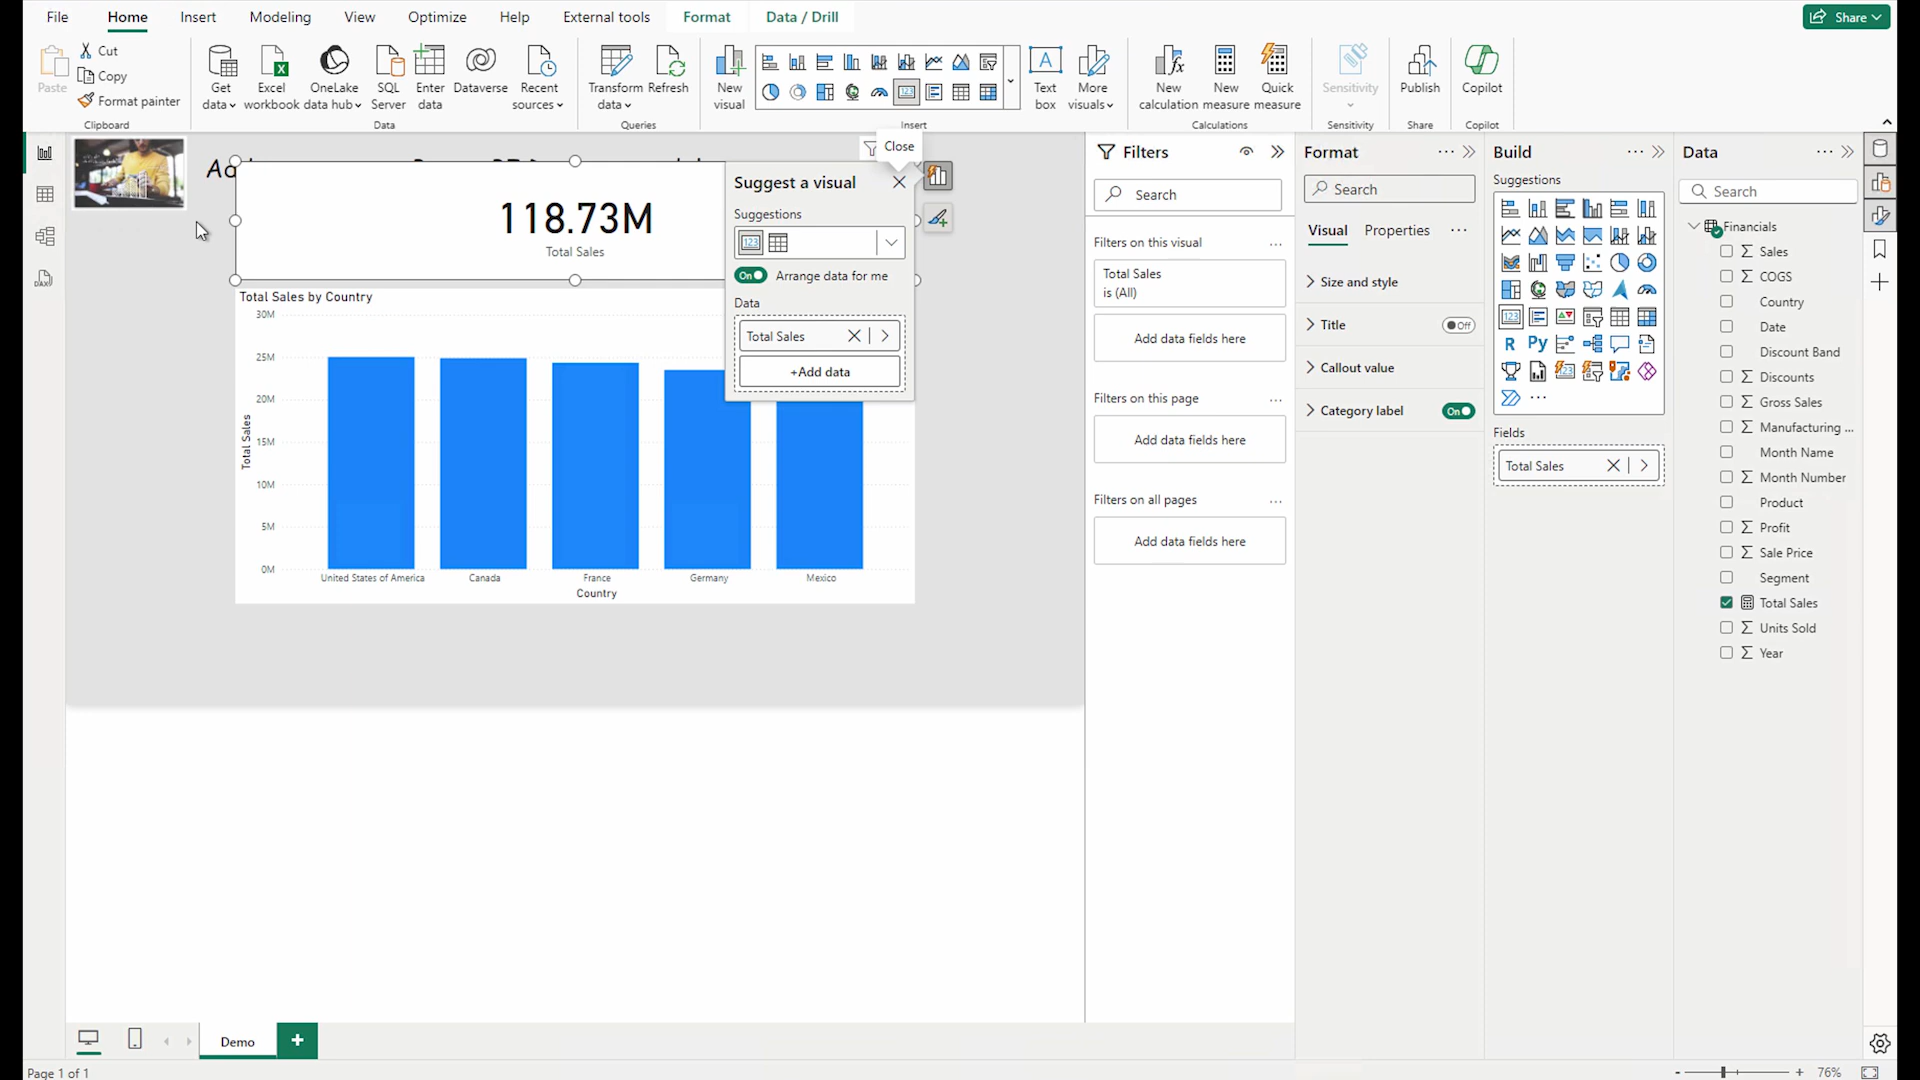 File Home Insert Modeling View Optimize Help External tools Format Data / Drill Share
Paste
Cut
Copy
Format painter
Clipboard
Get data
Excel workbook
OneLake data hub
SQL Server
Enter data
Dataverse
Recent sources
Data
Transform data
Refresh
Queries
New visual
Text box
More visuals
Insert
New calculation
New measure
Quick measure
Calculations
Sensitivity
Sensitivity
Publish
Share
Copilot
Copilot
Close
118.73M
Total Sales
Suggest a visual
Suggestions
123
On Arrange data for me
Data
Total Sales
+Add data
Total Sales by Country
30M
25M
20M
15M
10M
5M
0M
Total Sales
United States of America Canada France Germany Mexico
Country
Filters
Search
Filters on this visual ...
Total Sales
is (All)
Add data fields here
Filters on this page ...
Add data fields here
Filters on all pages ...
Add data fields here
Format ...
Search
Visual Properties ...
Size and style
Title Off
Callout value
Category label On
Build ...
Suggestions
123
R Py
...
Fields
Total Sales
Data ...
Search
Financials
Sales
COGS
Country
Date
Discount Band
Discounts
Gross Sales
Manufacturing ...
Month Name
Month Number
Product
Profit
Sale Price
Segment
Total Sales
Units Sold
Year
Demo +
Page 1 of 1
- + 76%